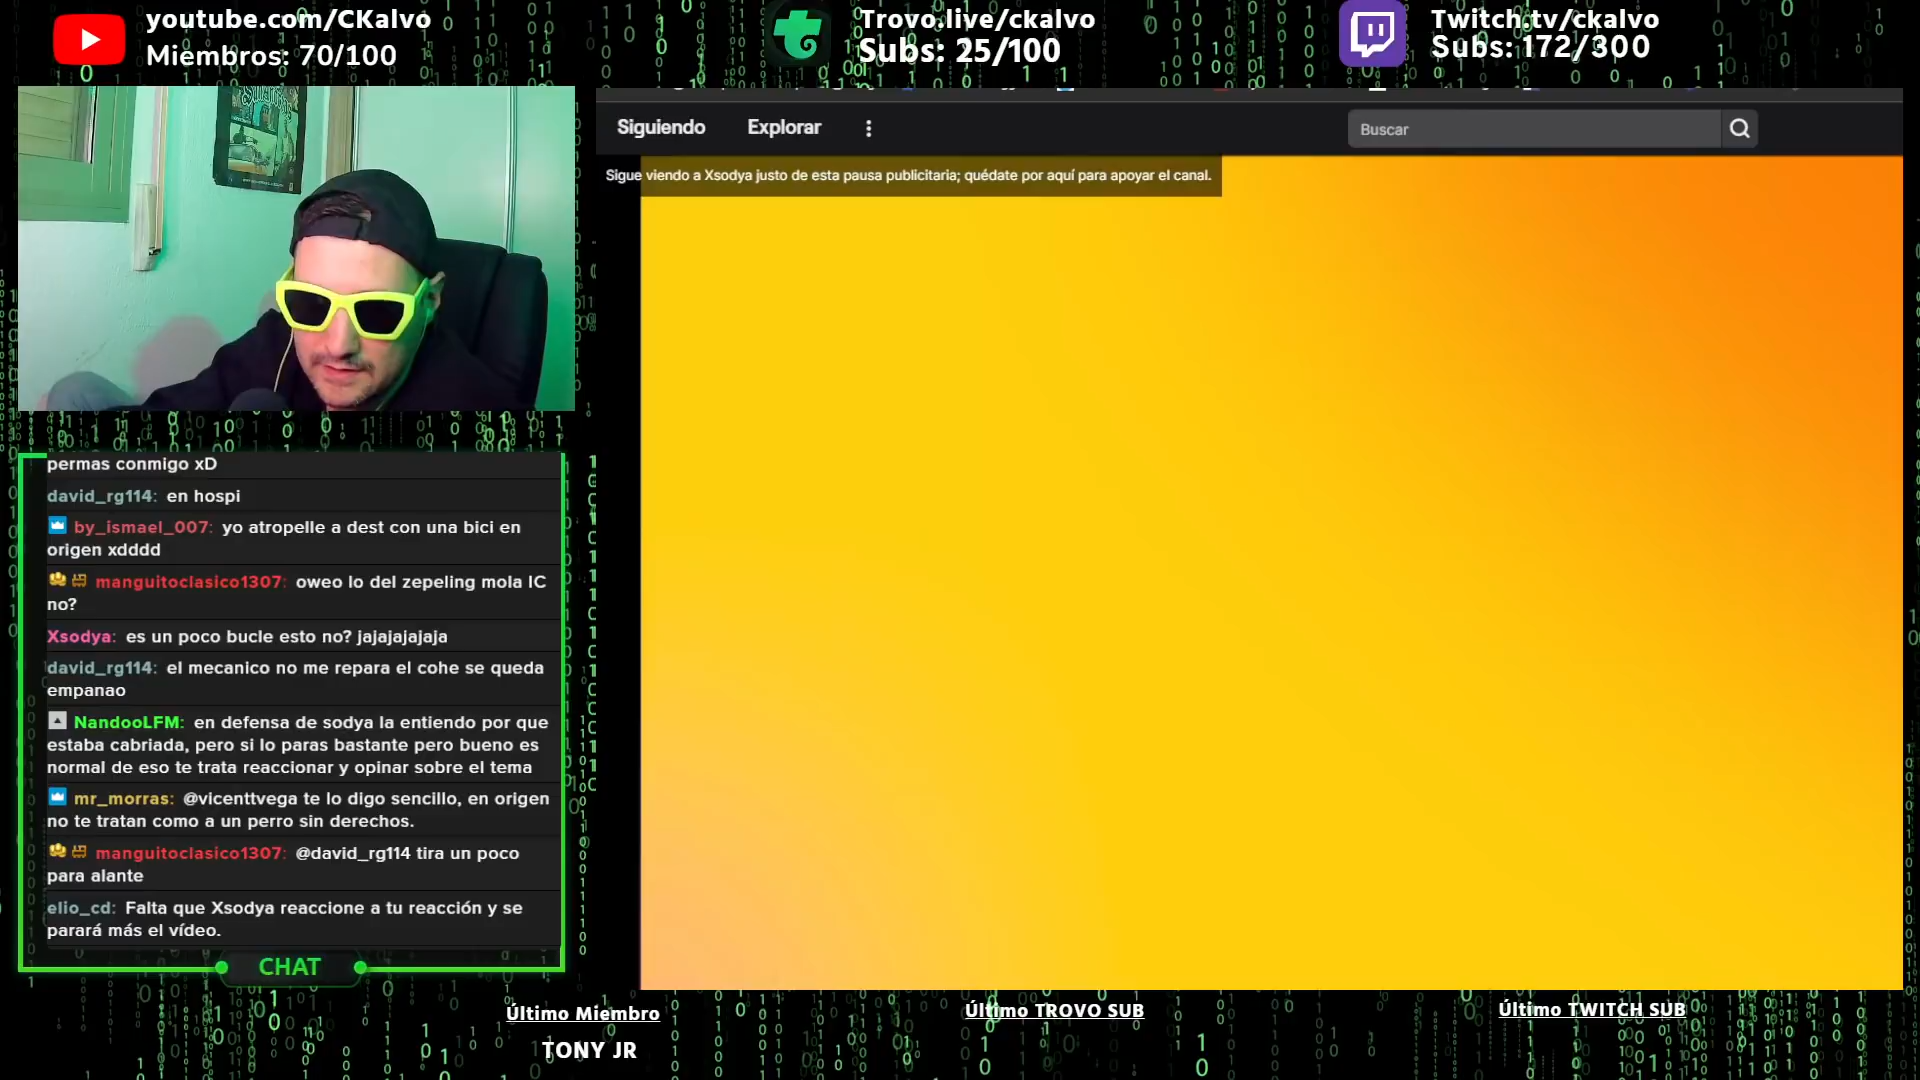 youtube.com/CKalvo
Miembros: 70/100
Trovo.live/ckalvo
Subs: 25/100
Twitch.tv/ckalvo
Subs: 172/300
Siguiendo
Explorar
Buscar
Sigue viendo a Xsodya justo de esta pausa publicitaria; quédate por aquí para apoyar el canal.
permas conmigo xD
david_rg114: en hospi
by_ismael_007: yo atropelle a dest con una bici en
origen xdddd
manguitoclasico1307: oweo lo del zepeling mola IC
no?
Xsodya: es un poco bucle esto no? jajajajajaja
david_rg114: el mecanico no me repara el cohe se queda
empanao
NandooLFM: en defensa de sodya la entiendo por que
estaba cabriada, pero si lo paras bastante pero bueno es
normal de eso te trata reaccionar y opinar sobre el tema
mr_morras: @vicenttvega te lo digo sencillo, en origen
no te tratan como a un perro sin derechos.
manguitoclasico1307: @david_rg114 tira un poco
para alante
elio_cd: Falta que Xsodya reaccione a tu reacción y se
parará más el vídeo.
CHAT
Último Miembro
TONY JR
Último TROVO SUB
Último TWITCH SUB